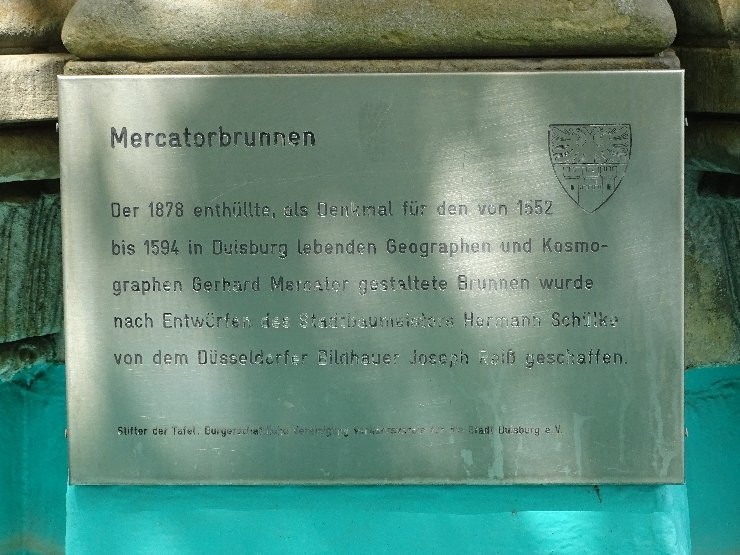 Mercatorbrunnen
Der 1878 enthüllte, als Denkmal für den von 1552
bis 1594 in Duisburg lebenden Geographen und Kosmo-
graphen Gerhard Mercator gestaltete Brunnen wurde
nach Entwürfen des Stadtbaumeisters Hermann Schülke
von dem Düsseldorfer Bildhauer Joseph Reiß geschaffen.
Stifter der Tafel: Stadt Duisburg e.V.